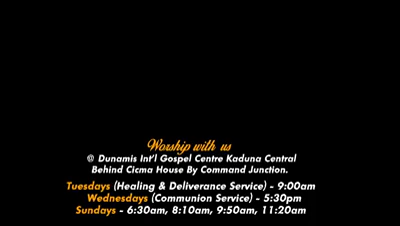 Worship with us
@ Dunamis Int'l Gospel Centre Kaduna Central
Behind Cicma House By Command Junction.
Tuesdays (Healing & Deliverance Service) - 9:00am
Wednesdays (Communion Service) - 5:30pm
Sundays - 6:30am, 8:10am, 9:50am, 11:20am